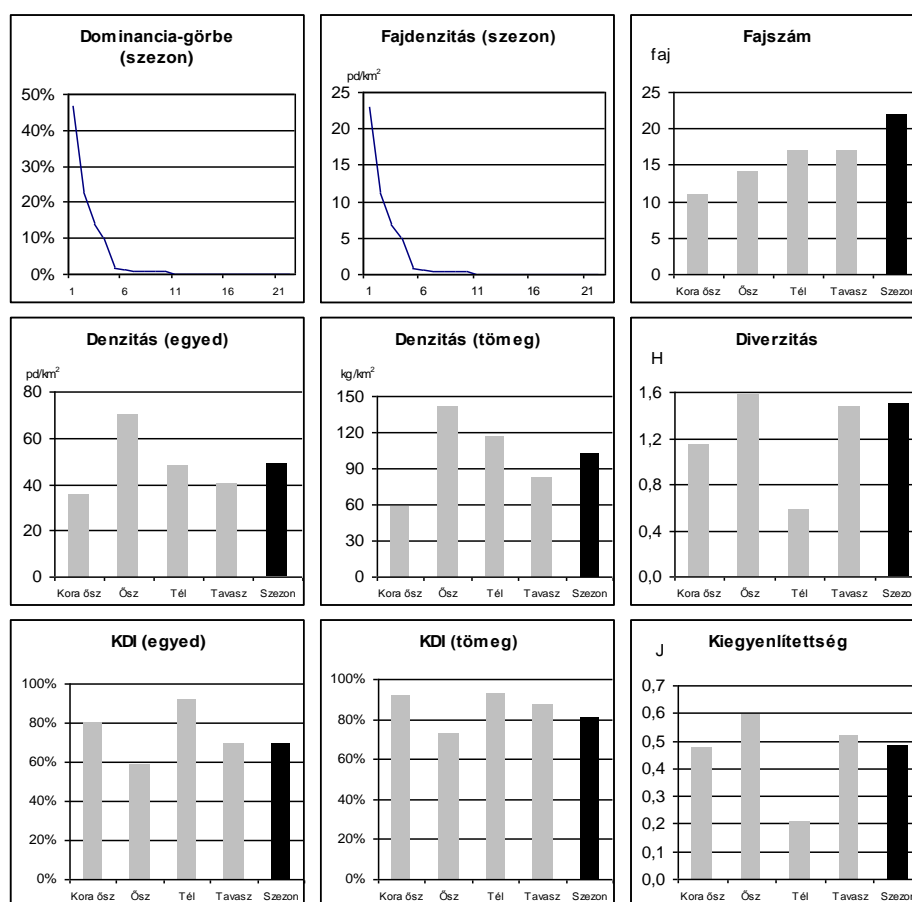 Dominancia-görbe
(szezon)
50%
40%
30%
20%
10%
0%
1 6 11 16 21
Fajdenzitás (szezon)
pd/km²
25
20
15
10
5
0
1 6 11 16 21
Fajszám
faj
25
20
15
10
5
0
Kora ősz Ősz Tél Tavasz Szezon
Denzitás (egyed)
pd/km²
80
60
40
20
0
Kora ősz Ősz Tél Tavasz Szezon
Denzitás (tömeg)
kg/km²
150
120
90
60
30
0
Kora ősz Ősz Tél Tavasz Szezon
Diverzitás
H
1,6
1,2
0,8
0,4
0,0
Kora ősz Ősz Tél Tavasz Szezon
KDI (egyed)
100%
80%
60%
40%
20%
0%
Kora ősz Ősz Tél Tavasz Szezon
KDI (tömeg)
100%
80%
60%
40%
20%
0%
Kora ősz Ősz Tél Tavasz Szezon
Kiegyenlítettség
J
0,7
0,6
0,5
0,4
0,3
0,2
0,1
0,0
Kora ősz Ősz Tél Tavasz Szezon